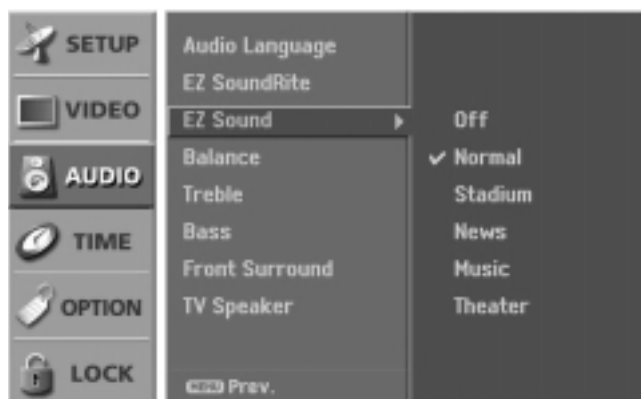 SETUP
VIDEO
AUDIO
TIME
OPTION
LOCK
Audio Language
EZ SoundRite
EZ Sound
Balance
Treble
Bass
Front Surround
TV Speaker
MENU Prev.
Off
Normal
Stadium
News
Music
Theater